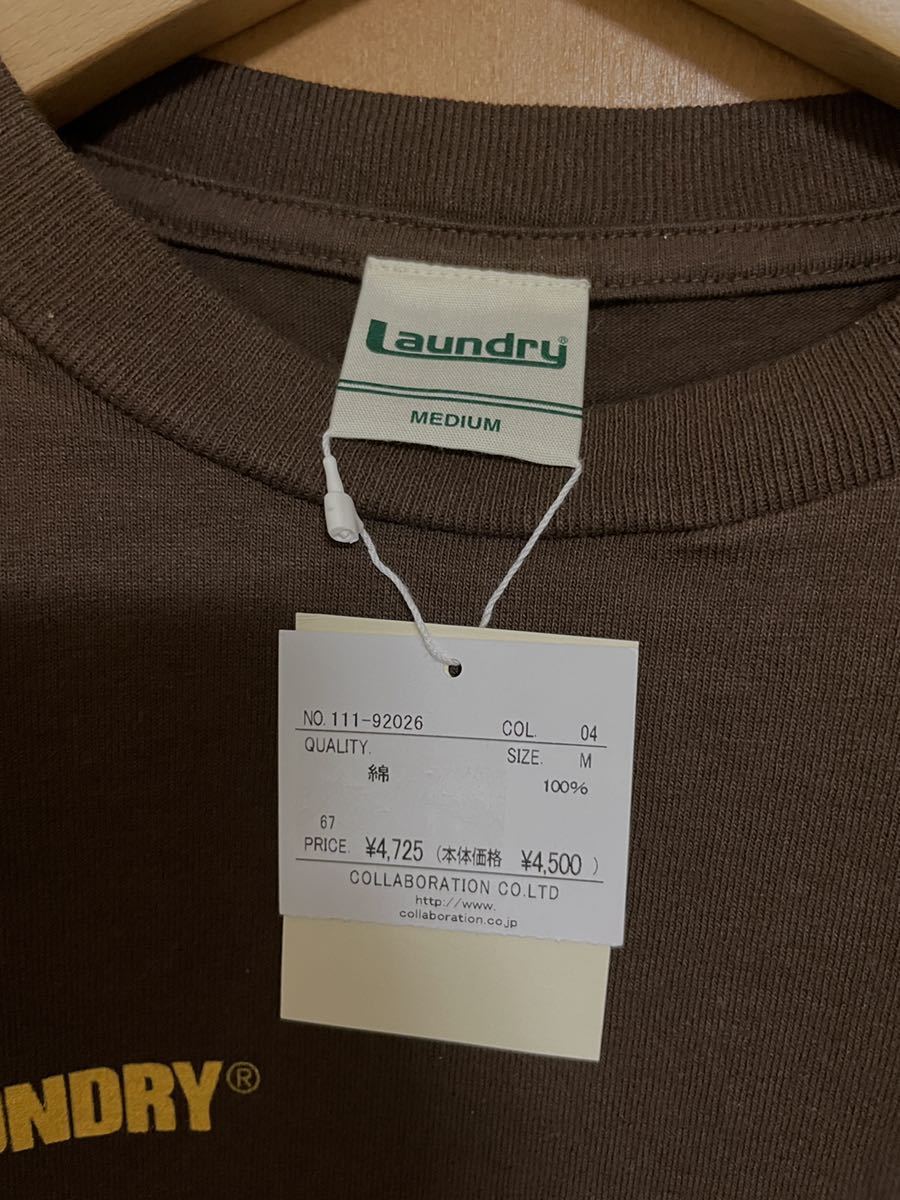 Laundry®
MEDIUM
NO. 111-92026 COL. 04
QUALITY. SIZE. M
綿 100%
67
PRICE. ¥4,725 (本体価格 ¥4,500 )
COLLABORATION CO.LTD
http://www.
collaboration.co.jp
UNDRY®